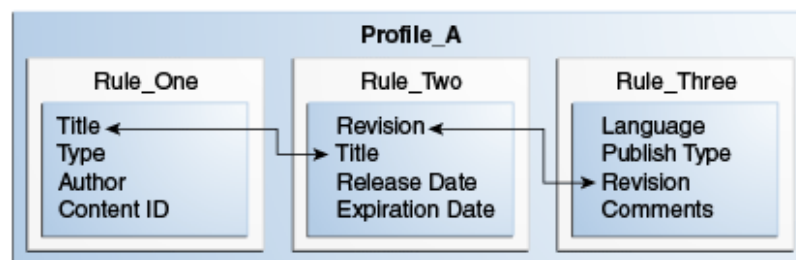 Profile_A
Rule_One
Title
Type
Author
Content ID
Rule_Two
Revision
Title
Release Date
Expiration Date
Rule_Three
Language
Publish Type
Revision
Comments